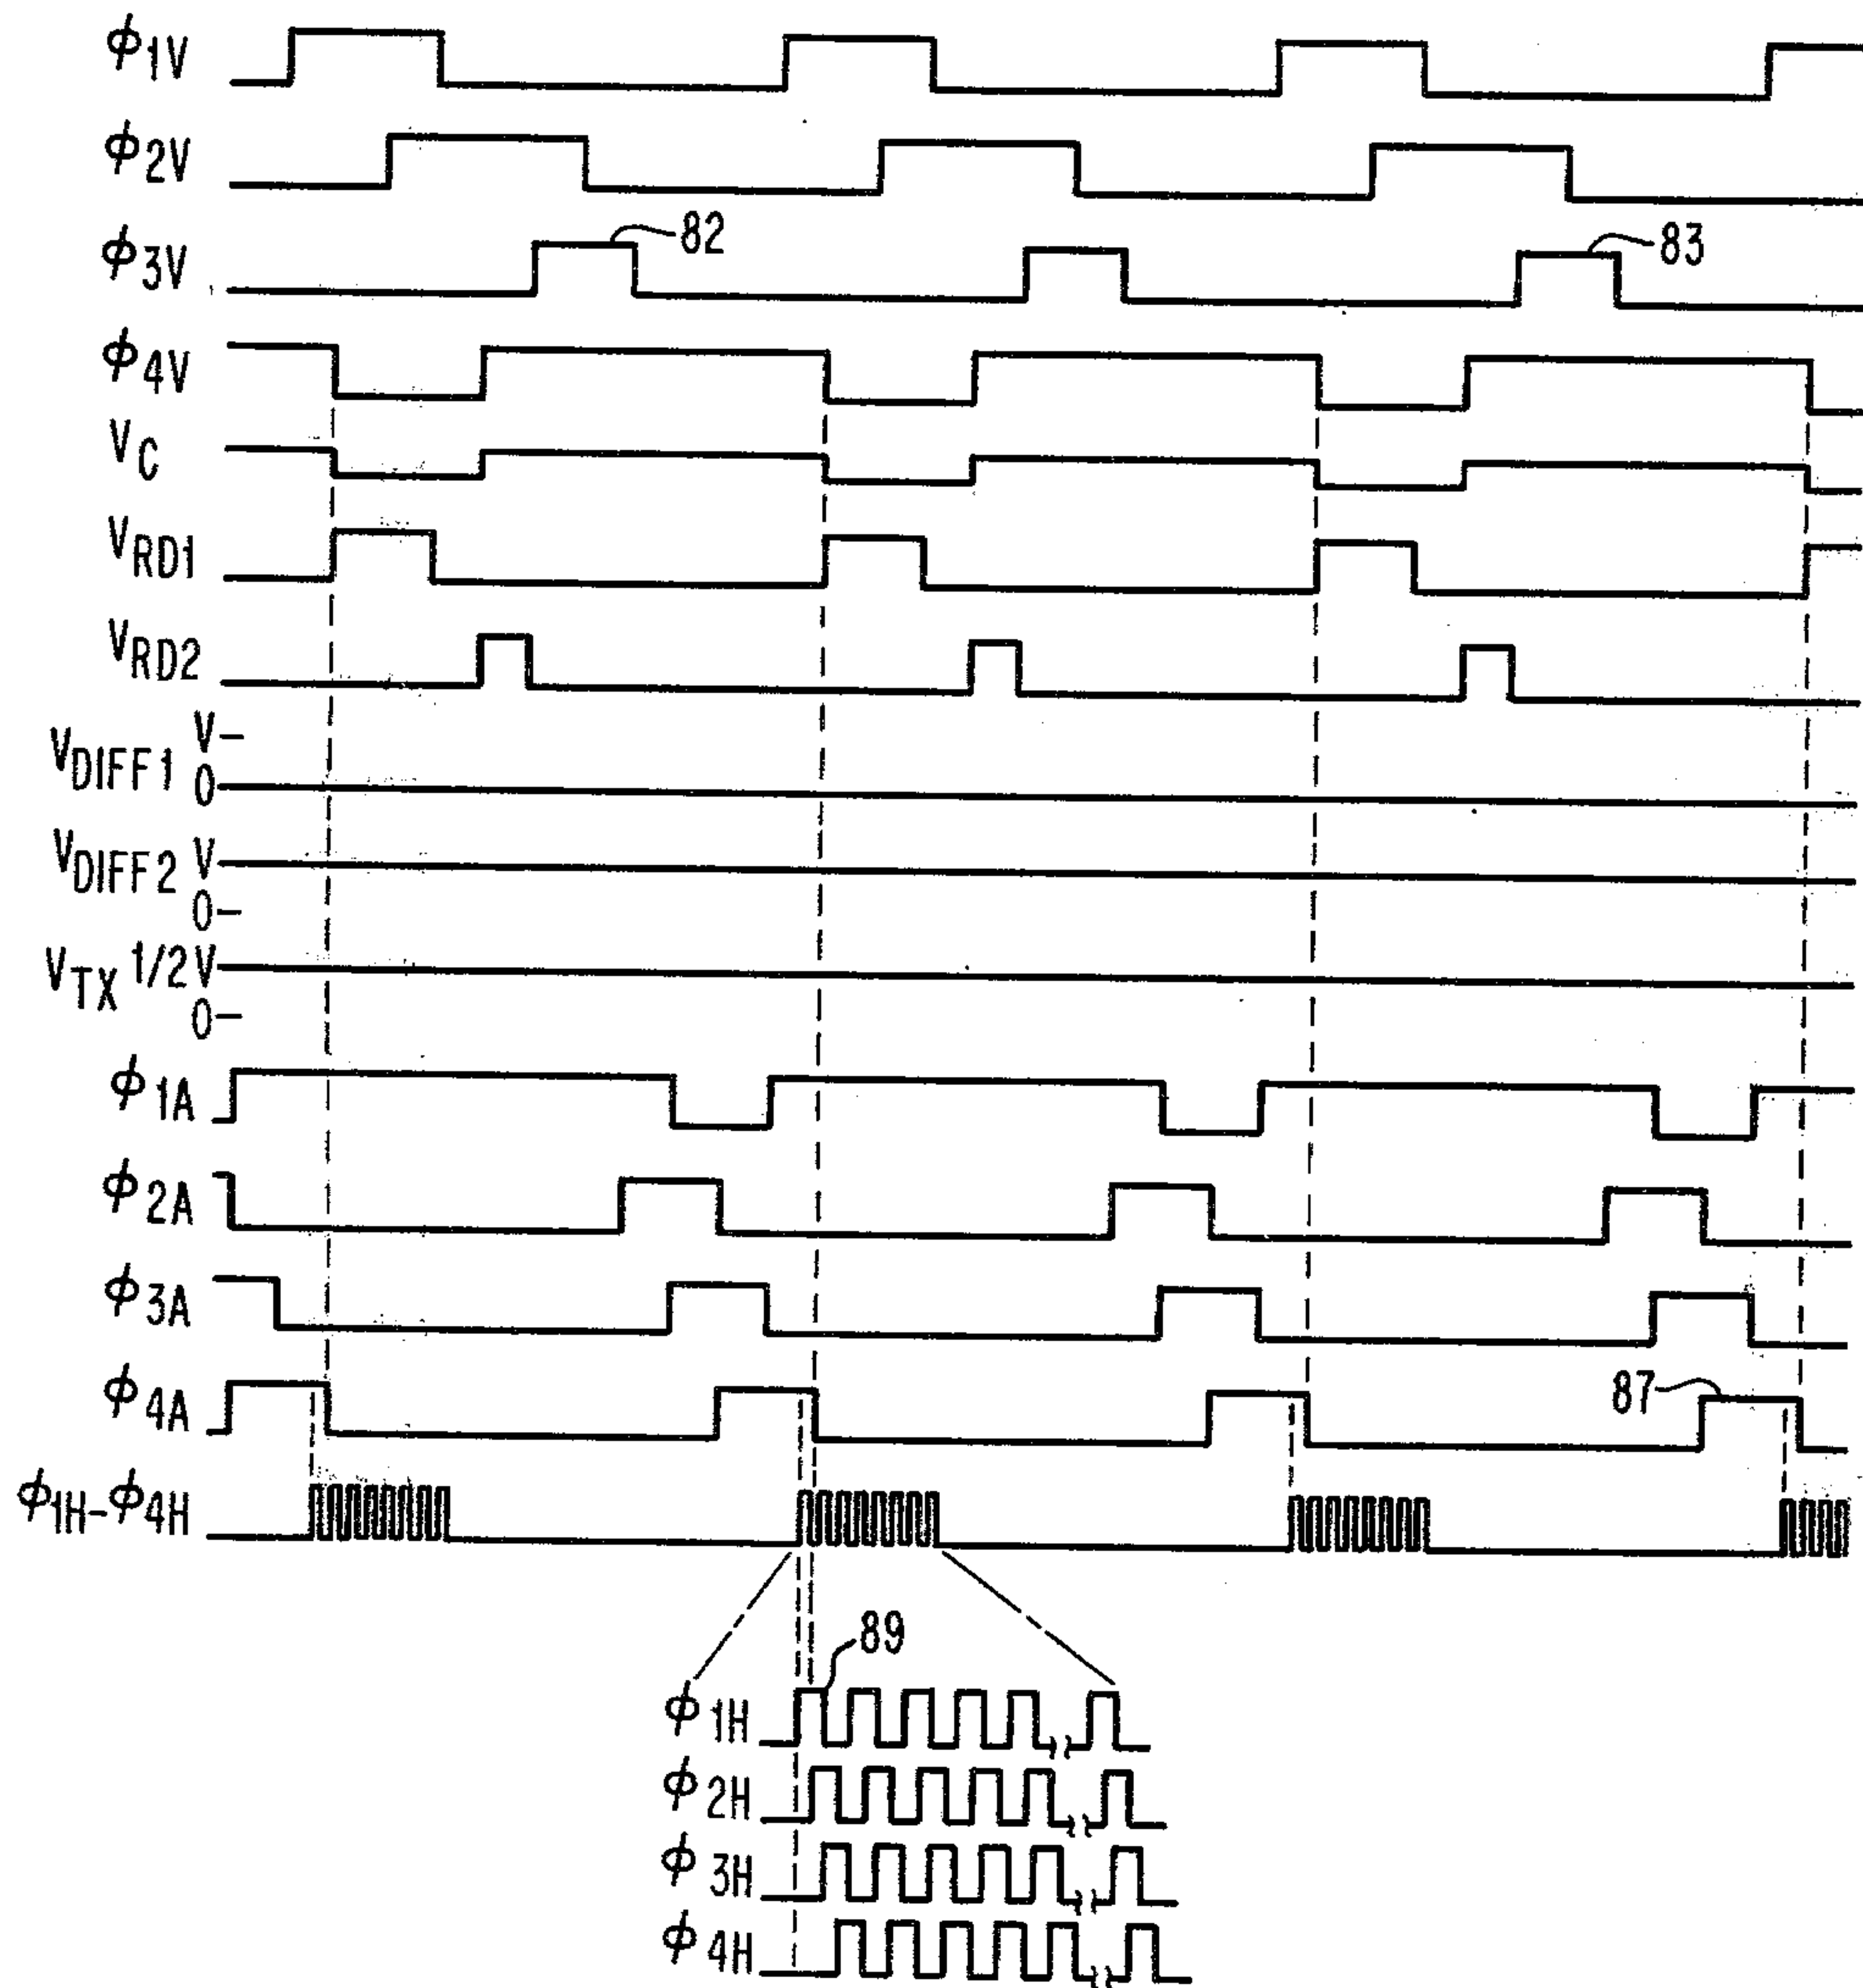 ϕ1V
ϕ2V
ϕ3V 82 83
ϕ4V
VC
VRD1
VRD2
VDIFF1 V 0
VDIFF2 V 0
VTX 1/2 V 0
ϕ1A
ϕ2A
ϕ3A
ϕ4A 87
ϕ1H-ϕ4H
89
ϕ1H
ϕ2H
ϕ3H
ϕ4H